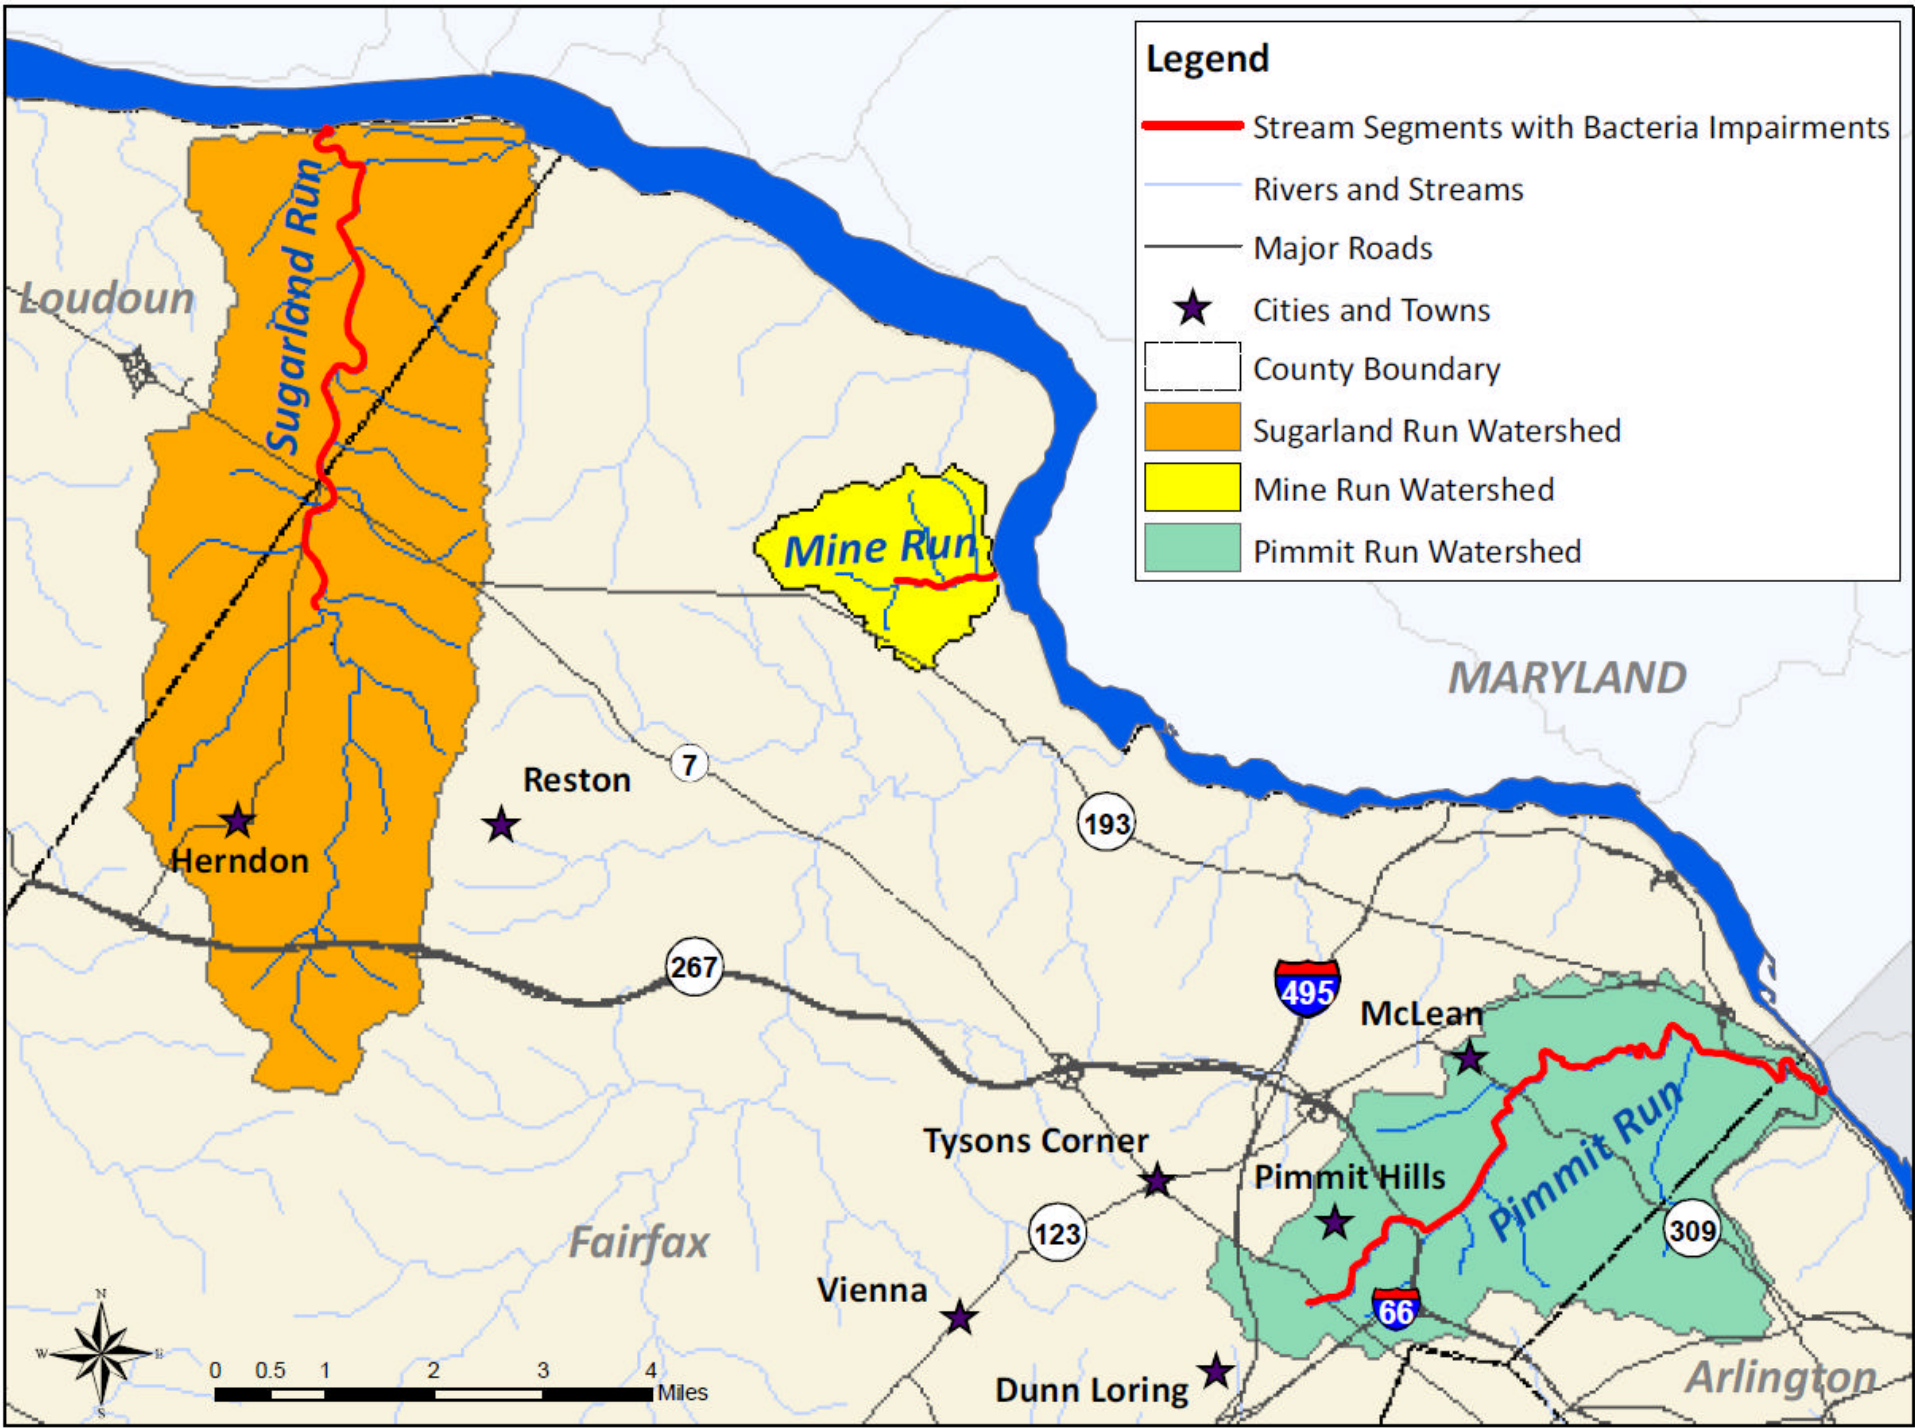 Legend
Stream Segments with Bacteria Impairments
Rivers and Streams
Major Roads
Cities and Towns
County Boundary
Sugarland Run Watershed
Mine Run Watershed
Pimmit Run Watershed
Sugarland Run
Loudoun
Mine Run
MARYLAND
Reston
7
193
Herndon
267
495
McLean
Tysons Corner
Pimmit Hills
Pimmit Run
123
309
Fairfax
Vienna
66
Dunn Loring
Arlington
N
W
E
S
0 0.5 1 2 3 4
Miles